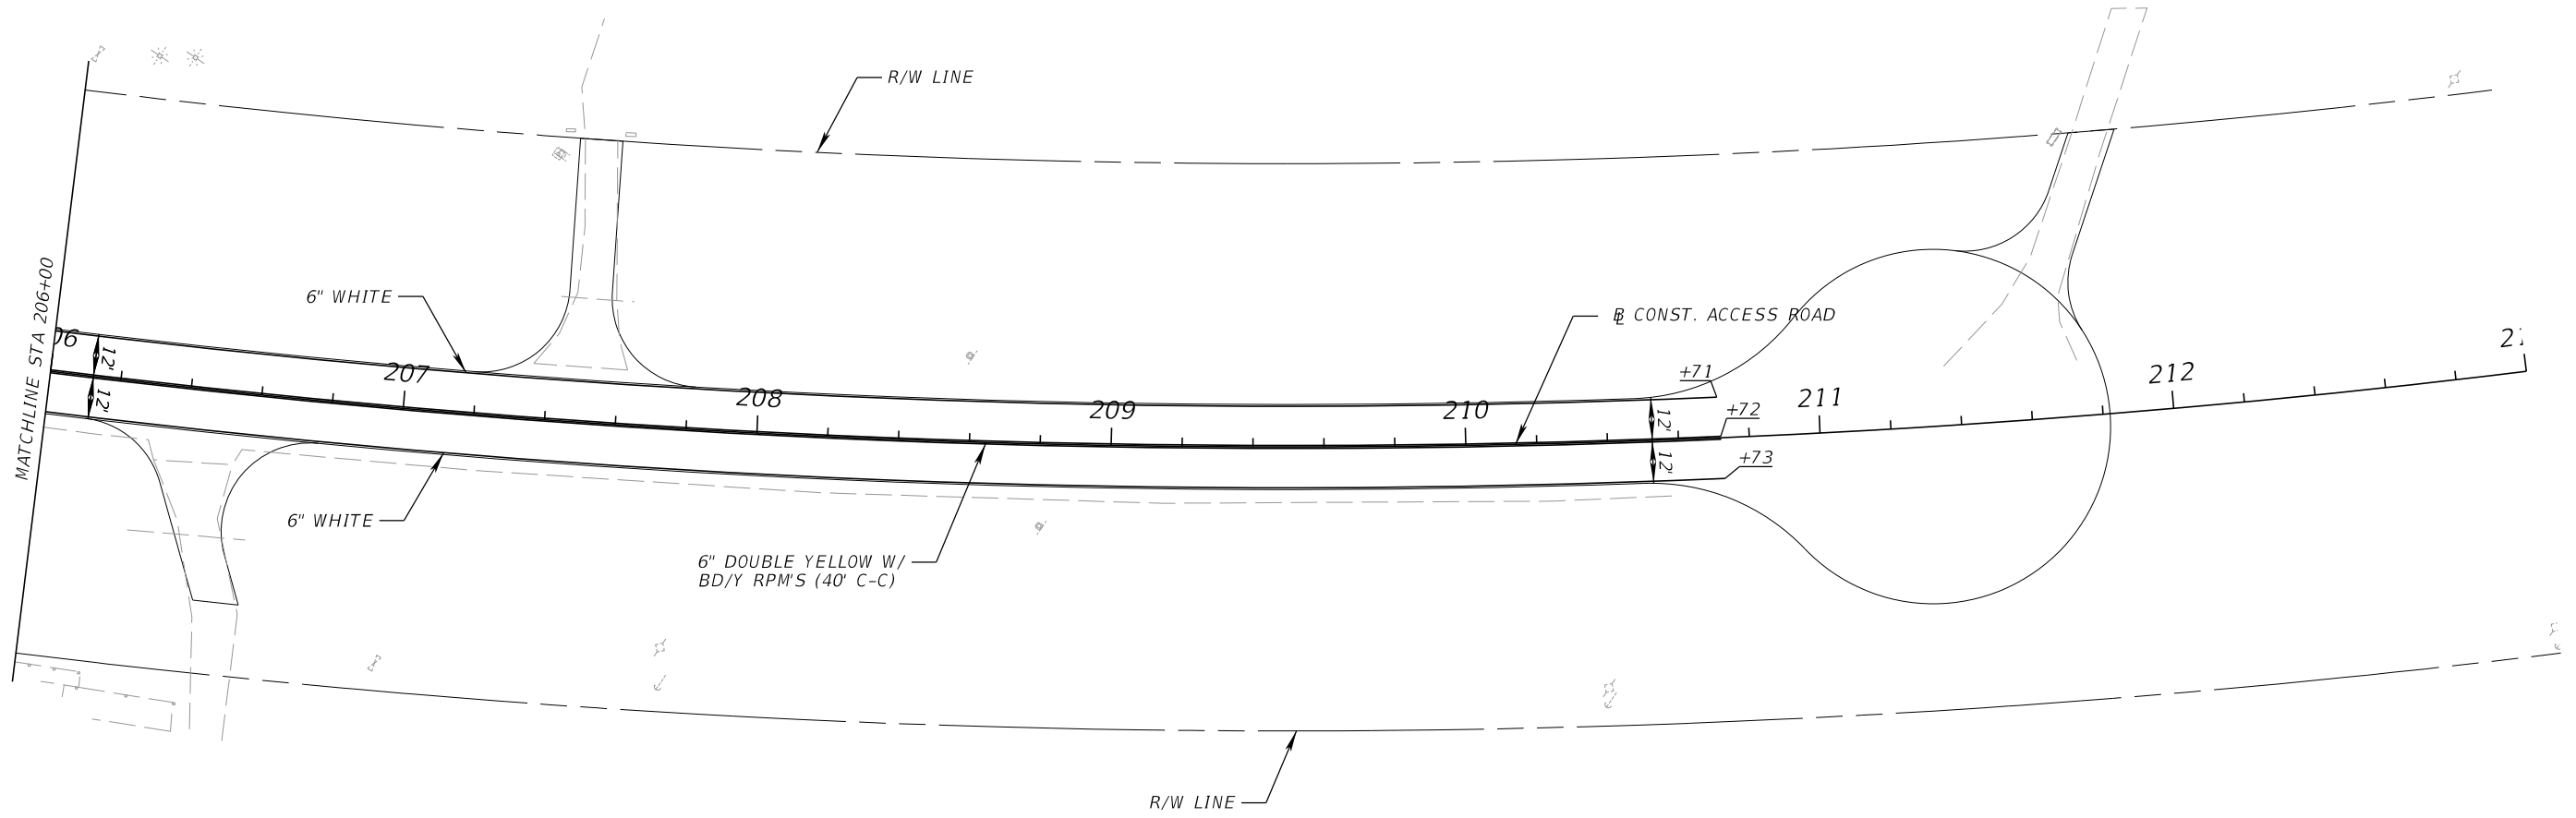 R/W LINE
MATCHLINE STA 206+00
6" WHITE
BL CONST. ACCESS ROAD
06
12'
12'
207
208
209
210
211
212
+71
+72
+73
12'
12'
6" WHITE
6" DOUBLE YELLOW W/
BD/Y RPM'S (40' C-C)
R/W LINE